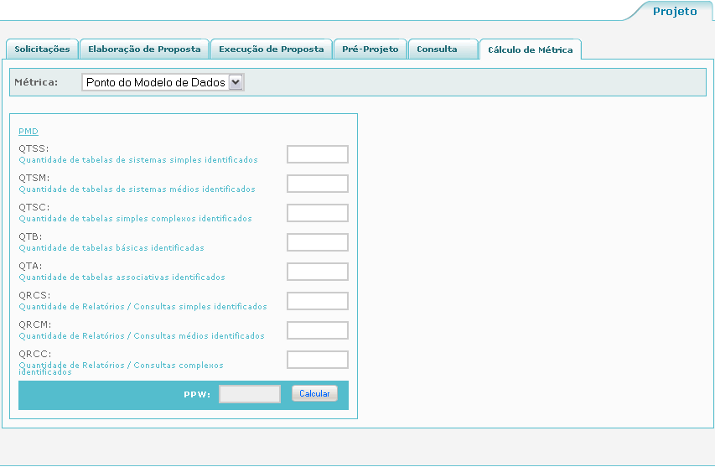 Projeto
Solicitações Elaboração de Proposta Execução de Proposta Pré-Projeto Consulta Cálculo de Métrica
Métrica: Ponto do Modelo de Dados
PMD
QTSS:
Quantidade de tabelas de sistemas simples identificados
QTSM:
Quantidade de tabelas de sistemas médios identificados
QTSC:
Quantidade de tabelas simples complexos identificados
QTB:
Quantidade de tabelas básicas identificadas
QTA:
Quantidade de tabelas associativas identificados
QRCS:
Quantidade de Relatórios / Consultas simples identificados
QRCM:
Quantidade de Relatórios / Consultas médios identificados
QRCC:
Quantidade de Relatórios / Consultas complexos
identificados
PPW: Calcular